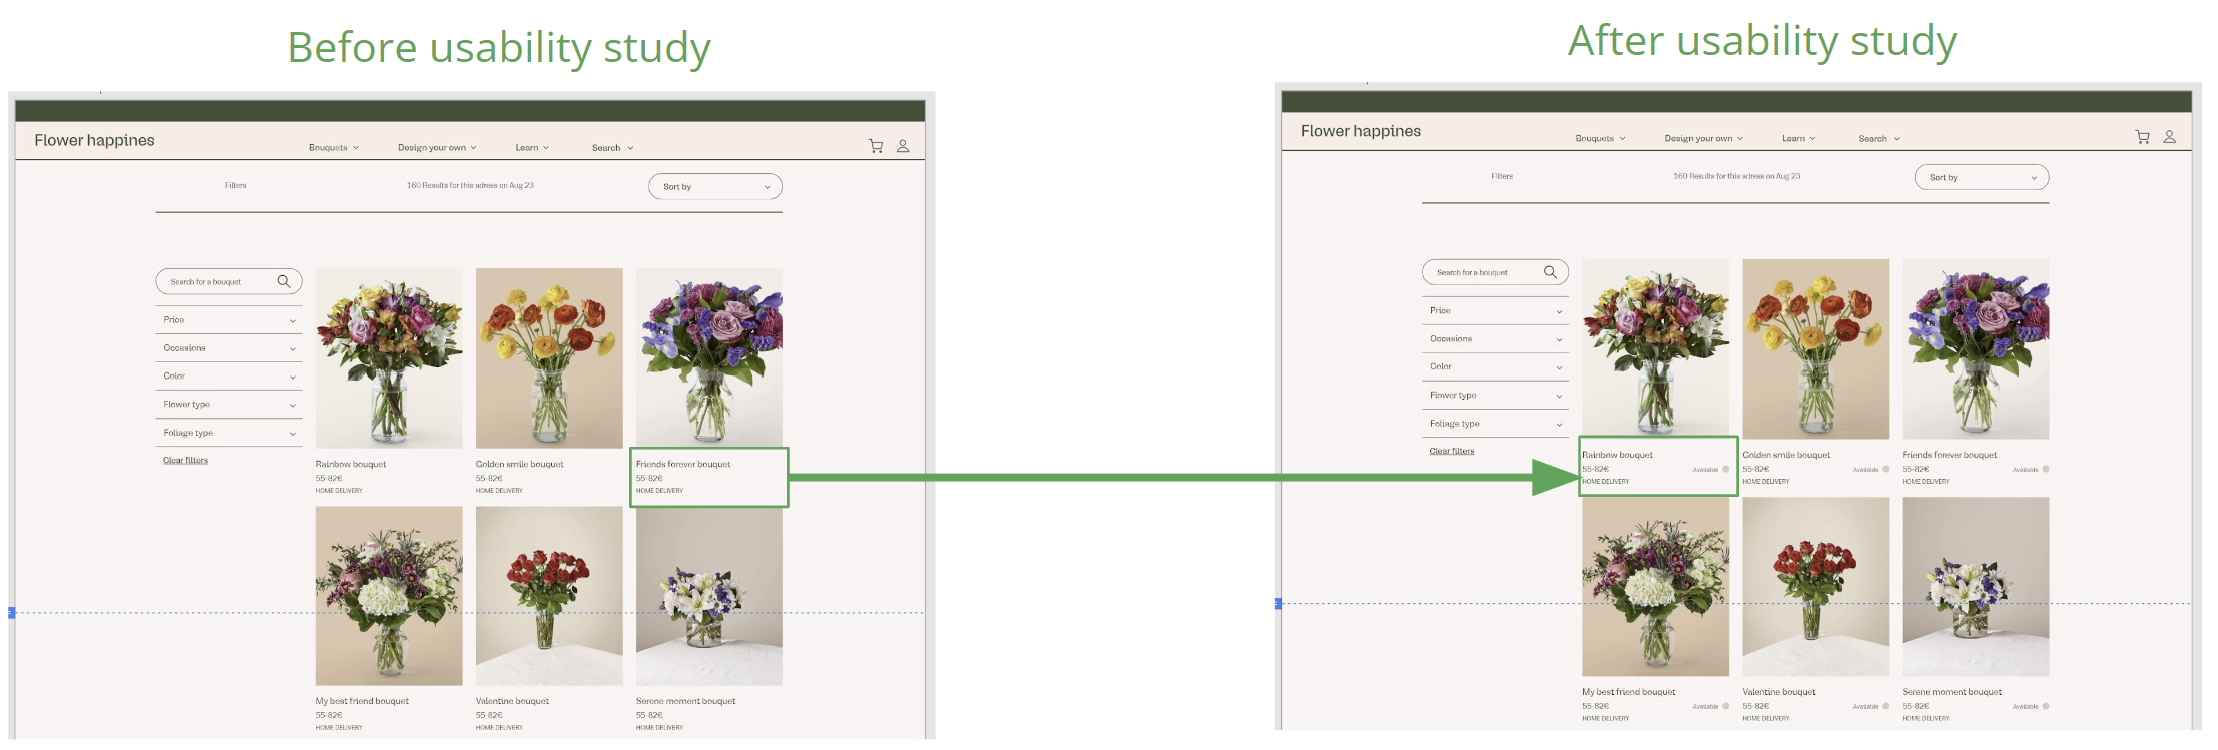 Before usability study
After usability study
Flower happines
Bouquets
Design your own
Learn
Search
Filters
160 Results for this adress on Aug 23
Sort by
Search for a bouquet
Price
Occasions
Color
Flower type
Foliage type
Clear filters
Rainbow bouquet
55-82€
HOME DELIVERY
Golden smile bouquet
55-82€
HOME DELIVERY
Friends forever bouquet
55-82€
HOME DELIVERY
My best friend bouquet
55-82€
HOME DELIVERY
Valentine bouquet
55-82€
HOME DELIVERY
Serene moment bouquet
55-82€
HOME DELIVERY
Flower happines
Bouquets
Design your own
Learn
Search
Filters
160 Results for this adress on Aug 23
Sort by
Search for a bouquet
Price
Occasions
Color
Flower type
Foliage type
Clear filters
Rainbow bouquet
55-82€
Available
HOME DELIVERY
Golden smile bouquet
55-82€
Available
HOME DELIVERY
Friends forever bouquet
55-82€
Available
HOME DELIVERY
My best friend bouquet
55-82€
Available
HOME DELIVERY
Valentine bouquet
55-82€
Available
HOME DELIVERY
Serene moment bouquet
55-82€
Available
HOME DELIVERY